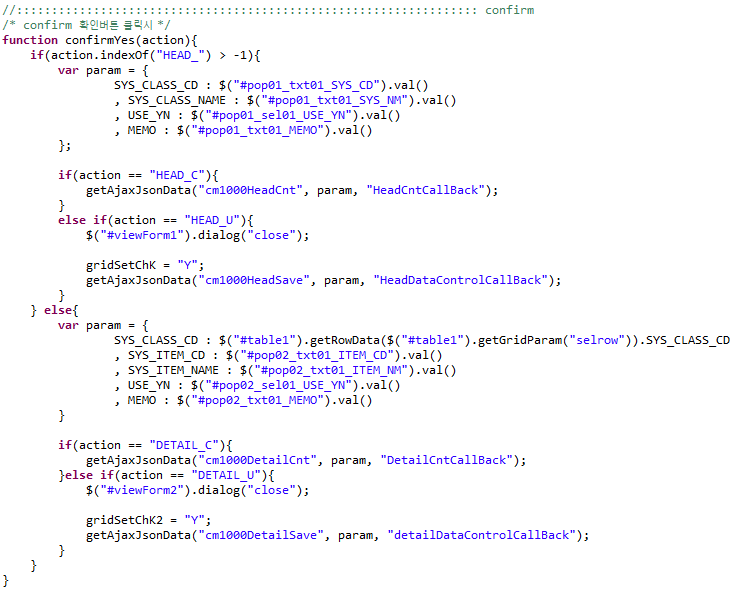 //:::::::::::::::::::::::::::::::::::::::::::::::::::::::::::::::::: confirm
/* confirm 확인버튼 클릭시 */
function confirmYes(action){
    if(action.indexOf("HEAD_") > -1){
        var param = {
                SYS_CLASS_CD : $("#pop01_txt01_SYS_CD").val()
                , SYS_CLASS_NAME : $("#pop01_txt01_SYS_NM").val()
                , USE_YN : $("#pop01_sel01_USE_YN").val()
                , MEMO : $("#pop01_txt01_MEMO").val()
        };

        if(action == "HEAD_C"){
            getAjaxJsonData("cm1000HeadCnt", param, "HeadCntCallBack");
        }
        else if(action == "HEAD_U"){
            $("#viewForm1").dialog("close");

            gridSetChK = "Y";
            getAjaxJsonData("cm1000HeadSave", param, "HeadDataControlCallBack");
        }
    } else{
        var param = {
                SYS_CLASS_CD : $("#table1").getRowData($("#table1").getGridParam("selrow")).SYS_CLASS_CD
                , SYS_ITEM_CD : $("#pop02_txt01_ITEM_CD").val()
                , SYS_ITEM_NAME : $("#pop02_txt01_ITEM_NM").val()
                , USE_YN : $("#pop02_sel01_USE_YN").val()
                , MEMO : $("#pop02_txt01_MEMO").val()
        }

        if(action == "DETAIL_C"){
            getAjaxJsonData("cm1000DetailCnt", param, "DetailCntCallBack");
        }else if(action == "DETAIL_U"){
            $("#viewForm2").dialog("close");

            gridSetChK2 = "Y";
            getAjaxJsonData("cm1000DetailSave", param, "detailDataControlCallBack");
        }
    }
}